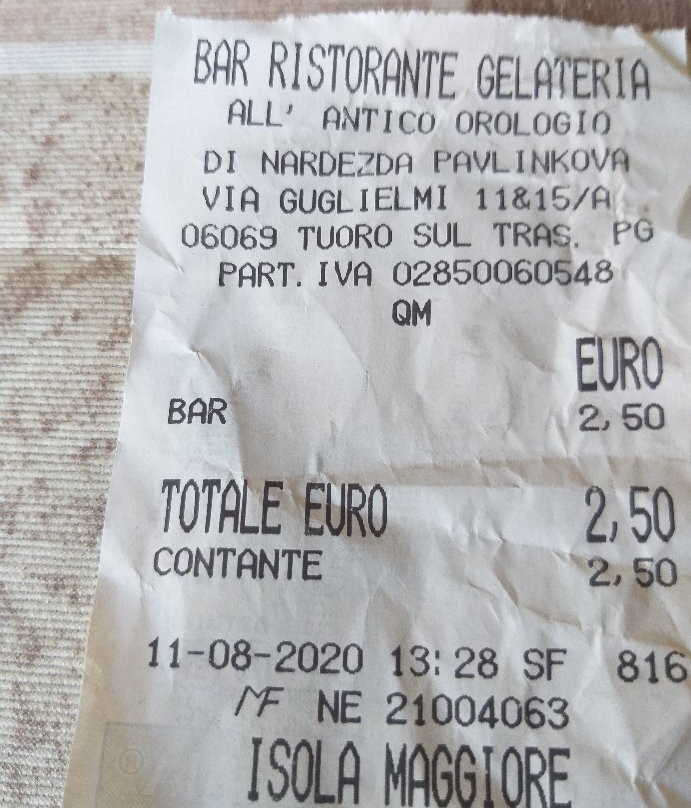 BAR RISTORANTE GELATERIA
ALL' ANTICO OROLOGIO
DI NARDEZDA PAVLINKOVA
VIA GUGLIELMI 11&15/A
06069 TUORO SUL TRAS. PG
PART. IVA 02850060548
QM
EURO
BAR 2,50
TOTALE EURO 2,50
CONTANTE 2,50
11-08-2020 13:28 SF 816
MF NE 21004063
ISOLA MAGGIORE
®